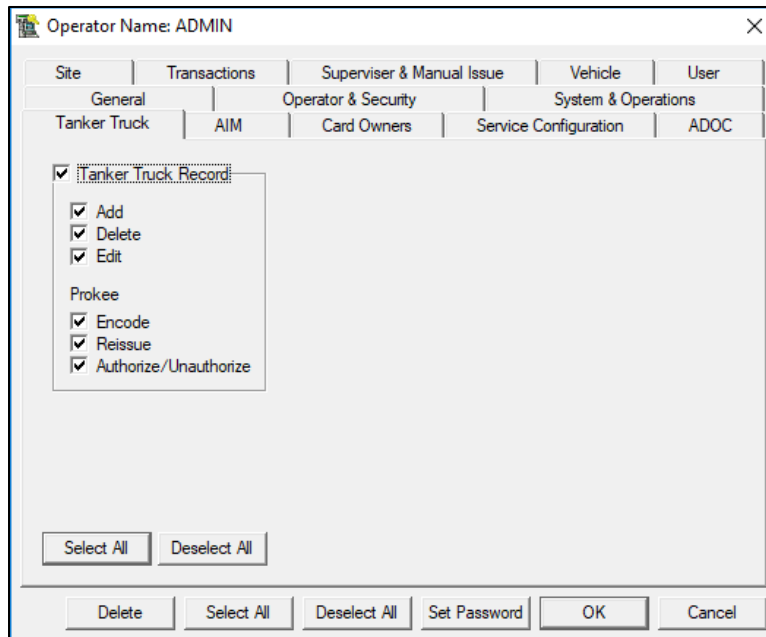 Operator Name: ADMIN
Site Transactions Superviser & Manual Issue Vehicle User
General Operator & Security System & Operations
Tanker Truck AIM Card Owners Service Configuration ADOC
Tanker Truck Record
Add
Delete
Edit
Prokee
Encode
Reissue
Authorize/Unauthorize
Select All Deselect All
Delete Select All Deselect All Set Password OK Cancel